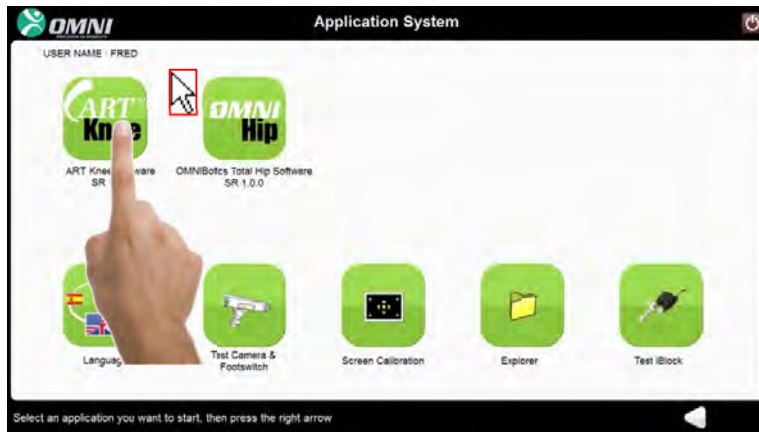 OMNI
Application System
USER NAME : FRED
ART
Knee
OMNI
Hip
ART Knee
ware
SR
OMNIBotics Total Hip Software
SR 1.0.0
Languag
Test Camera &
Footswitch
Screen Calibration
Explorer
Test iBlock
Select an application you want to start, then press the right arrow